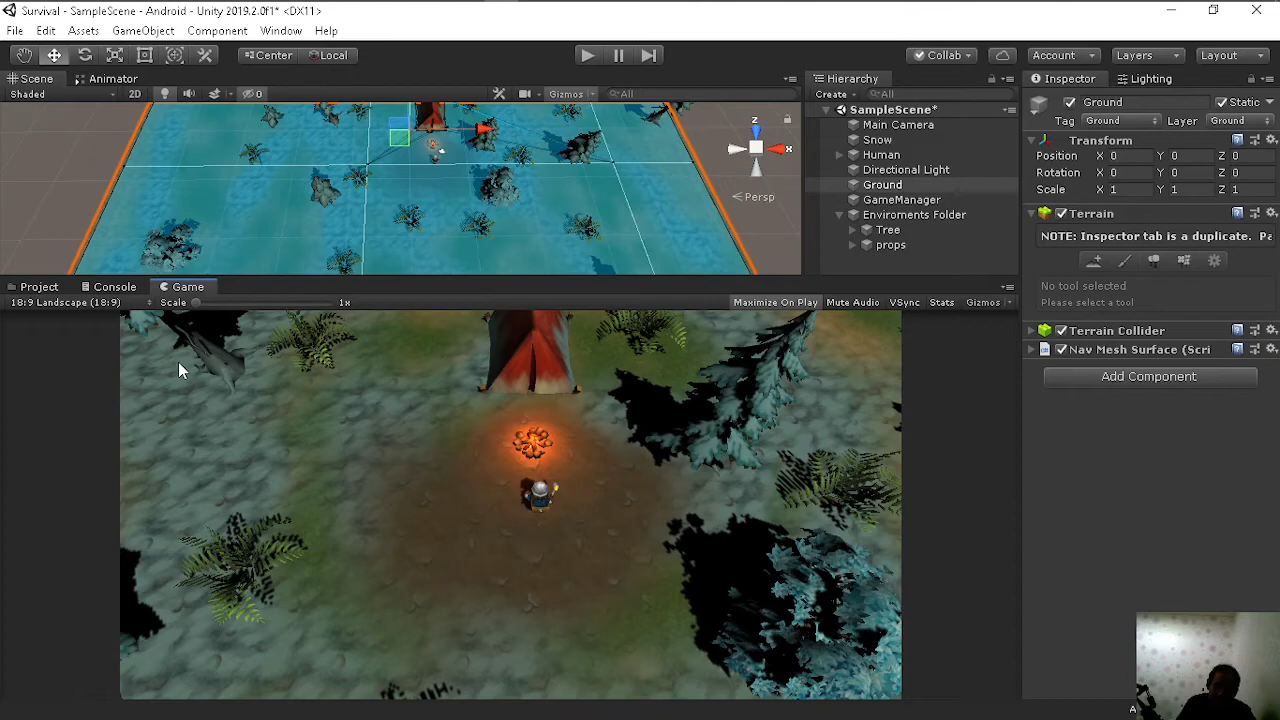 Survival - SampleScene - Android - Unity 2019.2.0f1* <DX11>
File Edit Assets GameObject Component Window Help
Center Local Collab Account Layers Layout
Scene Animator Hierarchy Inspector Lighting
Shaded 2D 0 Gizmos All Create All Ground Static
Tag Ground Layer Ground
SampleScene*
Main Camera
Snow
Human
Directional Light
Ground
GameManager
Enviroments Folder
Tree
props
z
x
Persp
Transform
Position X 0 Y 0 Z 0
Rotation X 0 Y 0 Z 0
Scale X 1 Y 1 Z 1
Terrain
NOTE: Inspector tab is a duplicate. Pa
No tool selected
Please select a tool
Terrain Collider
Nav Mesh Surface (Scri
Add Component
Project Console Game
18:9 Landscape (18:9) Scale 1x Maximize On Play Mute Audio VSync Stats Gizmos
A